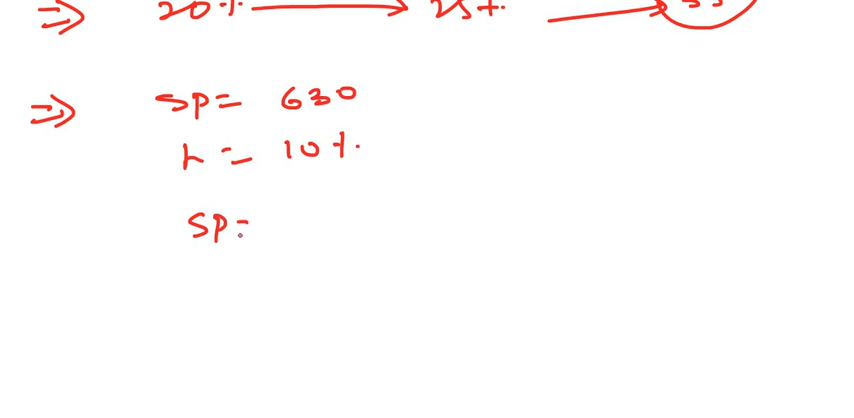 ⇒ 20% → 25% →
⇒ SP = 630
L = 10%
SP=